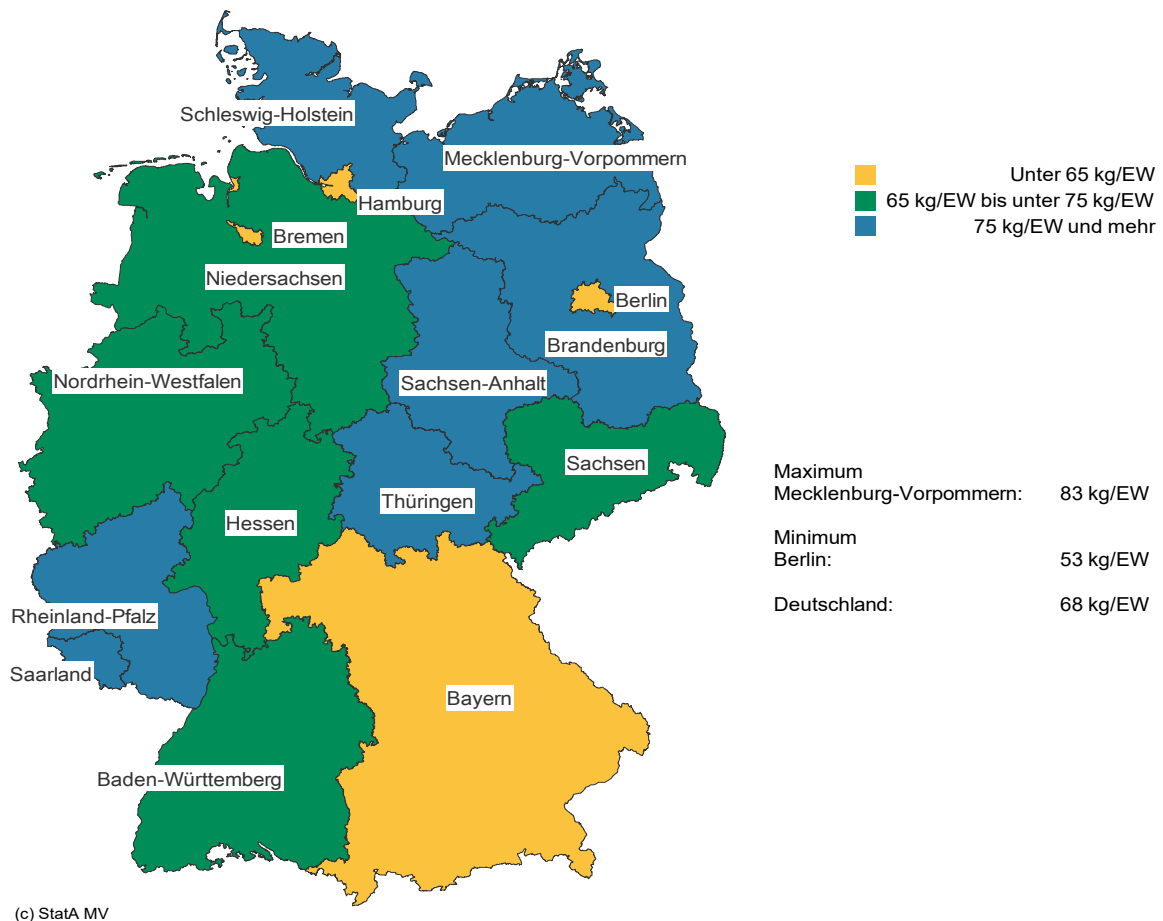 Schleswig-Holstein
Mecklenburg-Vorpommern
Hamburg
Bremen
Niedersachsen
Berlin
Brandenburg
Nordrhein-Westfalen
Sachsen-Anhalt
Sachsen
Thüringen
Hessen
Rheinland-Pfalz
Saarland
Bayern
Baden-Württemberg
Unter 65 kg/EW
65 kg/EW bis unter 75 kg/EW
75 kg/EW und mehr
Maximum
Mecklenburg-Vorpommern: 83 kg/EW
Minimum
Berlin: 53 kg/EW
Deutschland: 68 kg/EW
(c) StatA MV